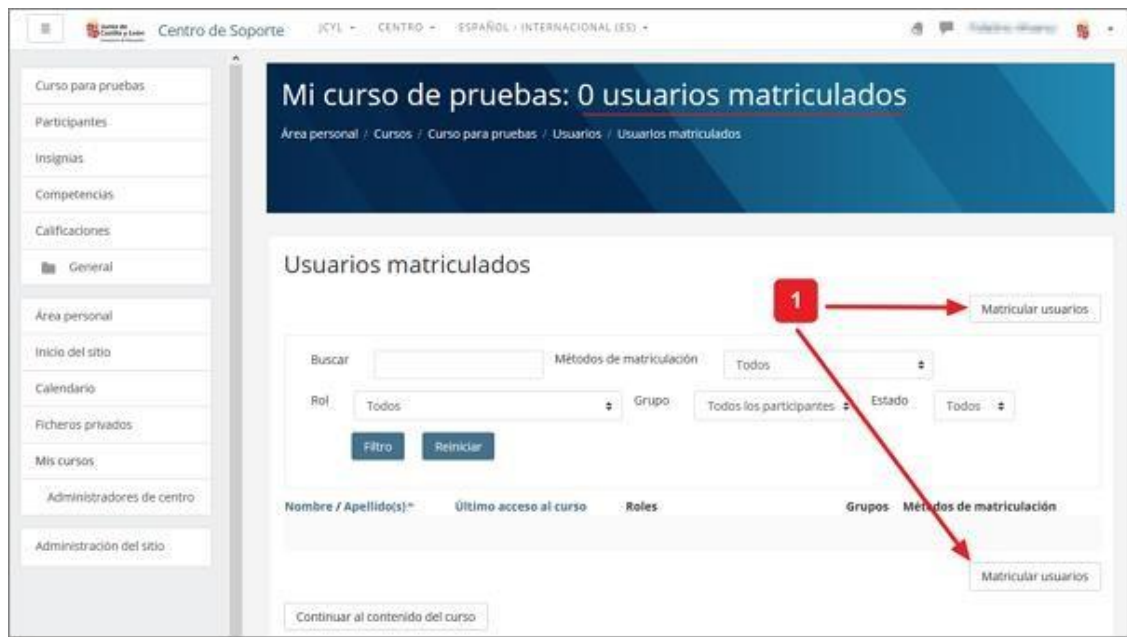 Junta de
Castilla y León
Centro de Soporte JCYL CENTRO ESPAÑOL - INTERNACIONAL (ES)
Curso para pruebas
Participantes
Insignias
Competencias
Calificaciones
General
Área personal
Inicio del sitio
Calendario
Ficheros privados
Mis cursos
Administradores de centro
Administración del sitio
Mi curso de pruebas: 0 usuarios matriculados
Área personal / Cursos / Curso para pruebas / Usuarios / Usuarios matriculados
Usuarios matriculados
1
Matricular usuarios
Buscar Métodos de matriculación Todos
Rol Todos Grupo Todos los participantes Estado Todos
Filtro Reiniciar
Nombre / Apellido(s) Último acceso al curso Roles Grupos Métodos de matriculación
Matricular usuarios
Continuar al contenido del curso